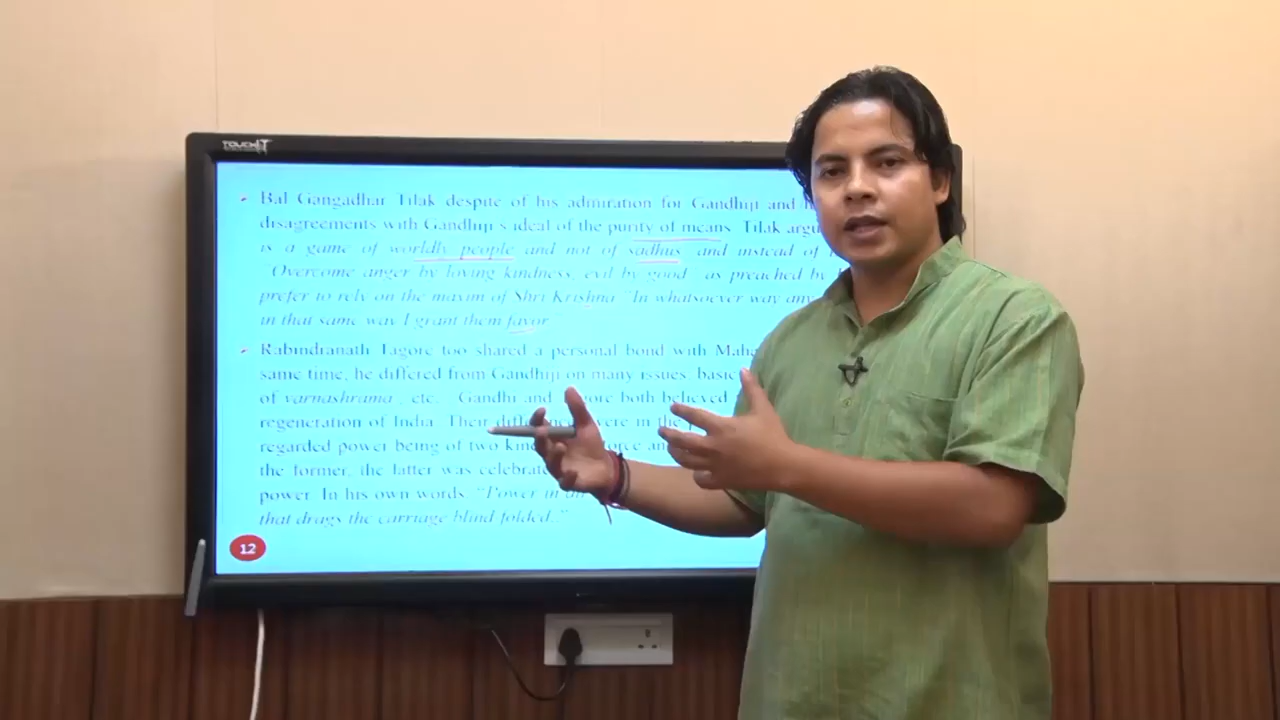 TOUCHIT
Bal Gangadhar Tilak despite of his admiration for Gandhiji and
disagreements with Gandhiji's ideal of the purity of means. Tilak
is a game of worldly people and not of sadhus, and instead of
"Overcome anger by loving kindness, evil by good" as preached by
prefer to rely on the maxim of Shri Krishna "In whatsoever way any
in that same way I grant them favor"
Rabindranath Tagore too shared a personal bond with
same time, he differed from Gandhiji on many issues,
of varnashrama, etc. Gandhi and both believed
regeneration of India. Their were in the
regarded power being of two force
the former, the latter was
power. In his own words, "Power in
that drags the carriage blind folded.."
12